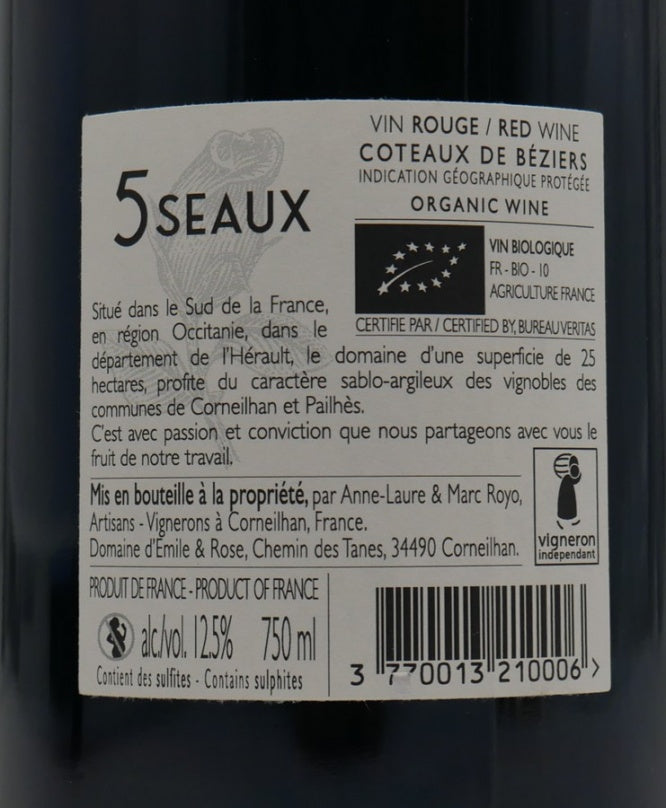 5SEAUX
VIN ROUGE / RED WINE
COTEAUX DE BÉZIERS
INDICATION GÉOGRAPHIQUE PROTÉGÉE
ORGANIC WINE
VIN BIOLOGIQUE
FR - BIO - 10
AGRICULTURE FRANCE
CERTIFIE PAR / CERTIFIED BY, BUREAU VERITAS
Situé dans le Sud de la France,
en région Occitanie, dans le
département de l'Hérault, le domaine d'une superficie de 25
hectares, profite du caractère sablo-argileux des vignobles des
communes de Corneilhan et Pailhès.
C'est avec passion et conviction que nous partageons avec vous le
fruit de notre travail.
Mis en bouteille à la propriété, par Anne-Laure & Marc Royo,
Artisans - Vignerons à Corneilhan, France.
Domaine d'Emile & Rose, Chemin des Tanes, 34490 Corneilhan.
vigneron
indépendant
PRODUIT DE FRANCE - PRODUCT OF FRANCE
alc./vol. 12.5% 750 ml
Contient des sulfites - Contains sulphites
3 770013 210006 >